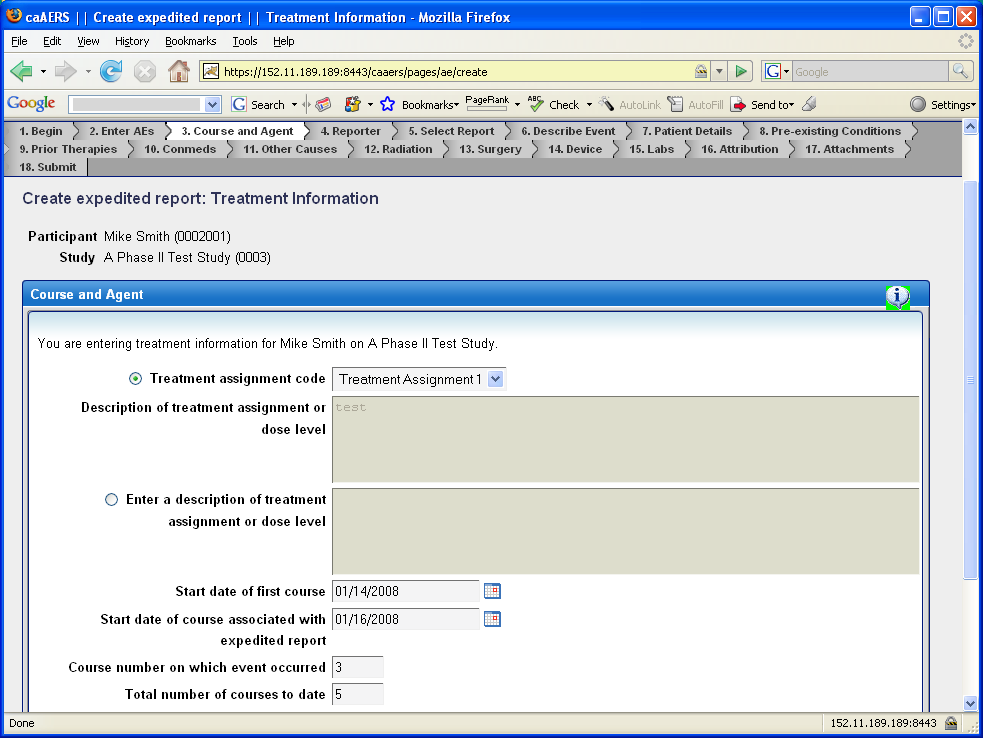 caAERS || Create expedited report || Treatment Information - Mozilla Firefox
File Edit View History Bookmarks Tools Help
https://152.11.189.189:8443/caaers/pages/ae/create
G Google
Google G Search Bookmarks PageRank ABC Check AutoLink AutoFill Send to Settings
1. Begin 2. Enter AEs 3. Course and Agent 4. Reporter 5. Select Report 6. Describe Event 7. Patient Details 8. Pre-existing Conditions
9. Prior Therapies 10. Conmeds 11. Other Causes 12. Radiation 13. Surgery 14. Device 15. Labs 16. Attribution 17. Attachments
18. Submit
Create expedited report: Treatment Information
Participant Mike Smith (0002001)
Study A Phase II Test Study (0003)
Course and Agent
You are entering treatment information for Mike Smith on A Phase II Test Study.
Treatment assignment code Treatment Assignment 1
Description of treatment assignment or test
dose level
Enter a description of treatment
assignment or dose level
Start date of first course 01/14/2008
Start date of course associated with 01/16/2008
expedited report
Course number on which event occurred 3
Total number of courses to date 5
Done 152.11.189.189:8443